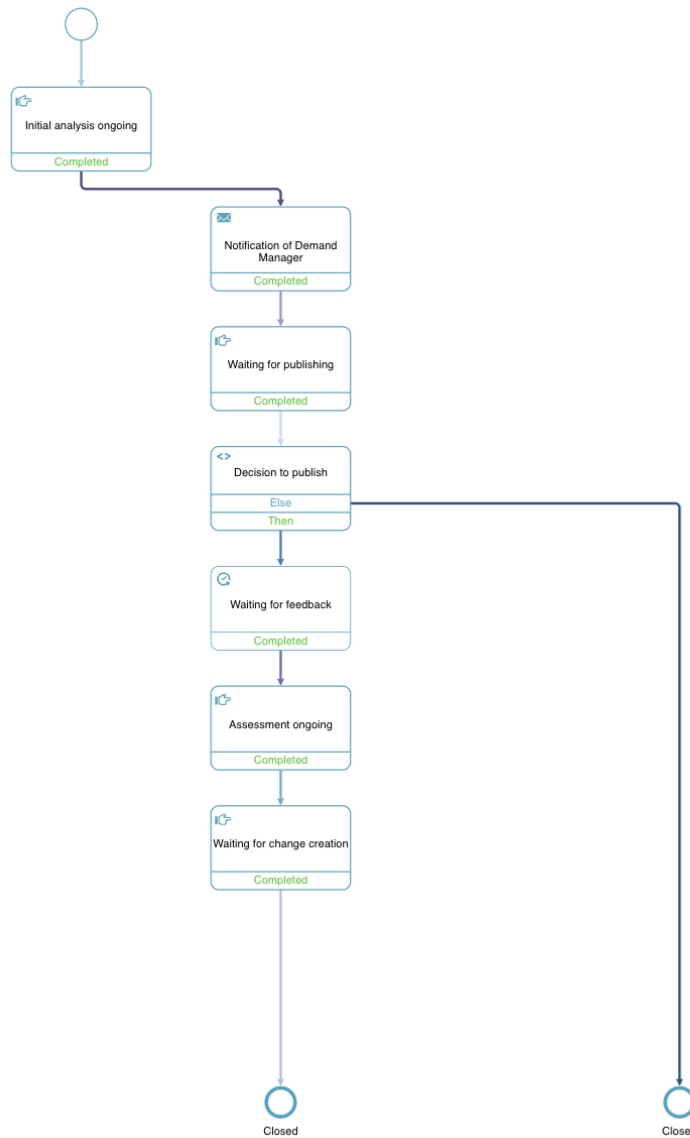 Initial analysis ongoing
Completed
Notification of Demand
Manager
Completed
Waiting for publishing
Completed
Decision to publish
Else
Then
Waiting for feedback
Completed
Assessment ongoing
Completed
Waiting for change creation
Completed
Closed
Close